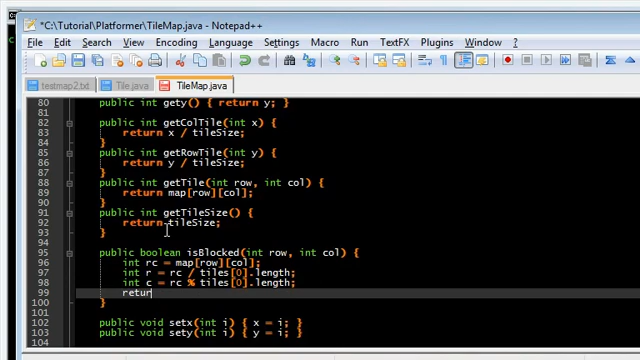 *C:\Tutorial\Platformer\TileMap.java - Notepad++
File Edit Search View Encoding Language Settings Macro Run TextFX Plugins Window ?
testmap2.txt Tile.java TileMap.java
80 public int gety() { return y; }
81
82 public int getColTile(int x) {
83 return x / tileSize;
84 }
85 public int getRowTile(int y) {
86 return y / tileSize;
87 }
88 public int getTile(int row, int col) {
89 return map[row][col];
90 }
91 public int getTileSize() {
92 return tileSize;
93 }
94
95 public boolean isBlocked(int row, int col) {
96 int rc = map[row][col];
97 int r = rc / tiles[0].length;
98 int c = rc % tiles[0].length;
99 retur
100 }
101
102 public void setx(int i) { x = i; }
103 public void sety(int i) { y = i; }
104